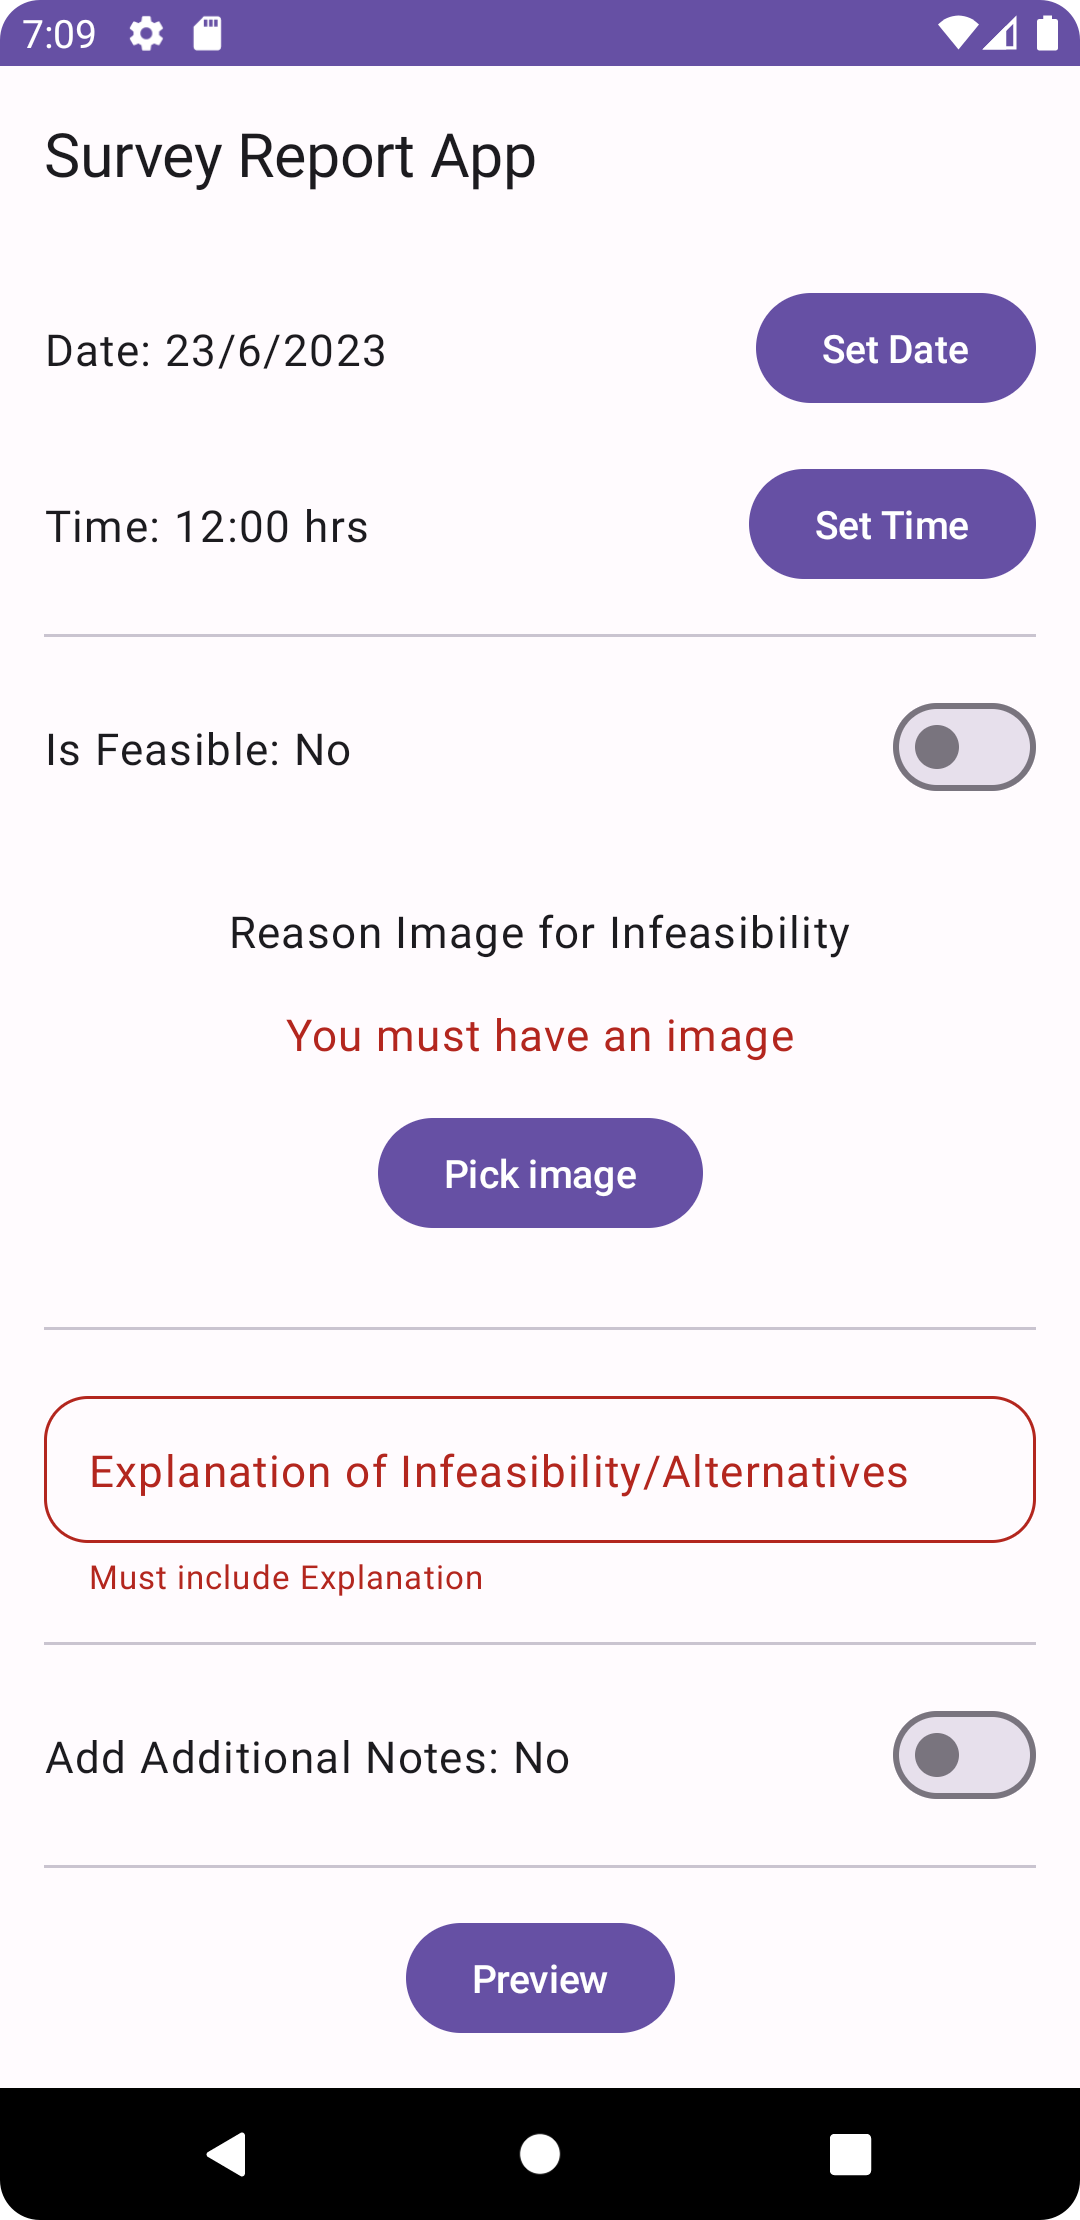 7:09
Survey Report App
Date: 23/6/2023
Set Date
Time: 12:00 hrs
Set Time
Is Feasible: No
Reason Image for Infeasibility
You must have an image
Pick image
Explanation of Infeasibility/Alternatives
Must include Explanation
Add Additional Notes: No
Preview